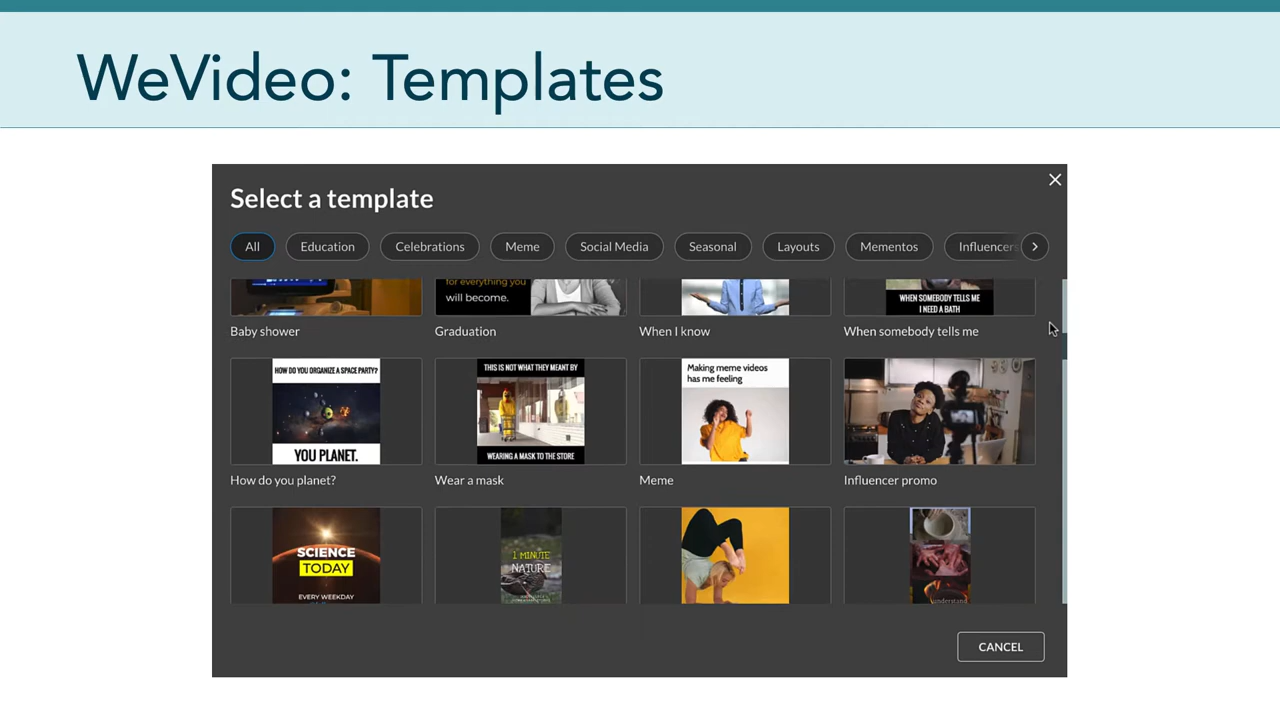 WeVideo: Templates
Select a template
All Education Celebrations Meme Social Media Seasonal Layouts Mementos Influencers
for everything you
will become.
WHEN SOMEBODY TELLS ME
I NEED A BATH
Baby shower Graduation When I know When somebody tells me
HOW DO YOU ORGANIZE A SPACE PARTY?
YOU PLANET.
THIS IS NOT WHAT THEY MEANT BY
WEARING A MASK TO THE STORE
Making meme videos
has me feeling
How do you planet? Wear a mask Meme Influencer promo
SCIENCE
TODAY
EVERY WEEKDAY
1 MINUTE
NATURE
understand
CANCEL